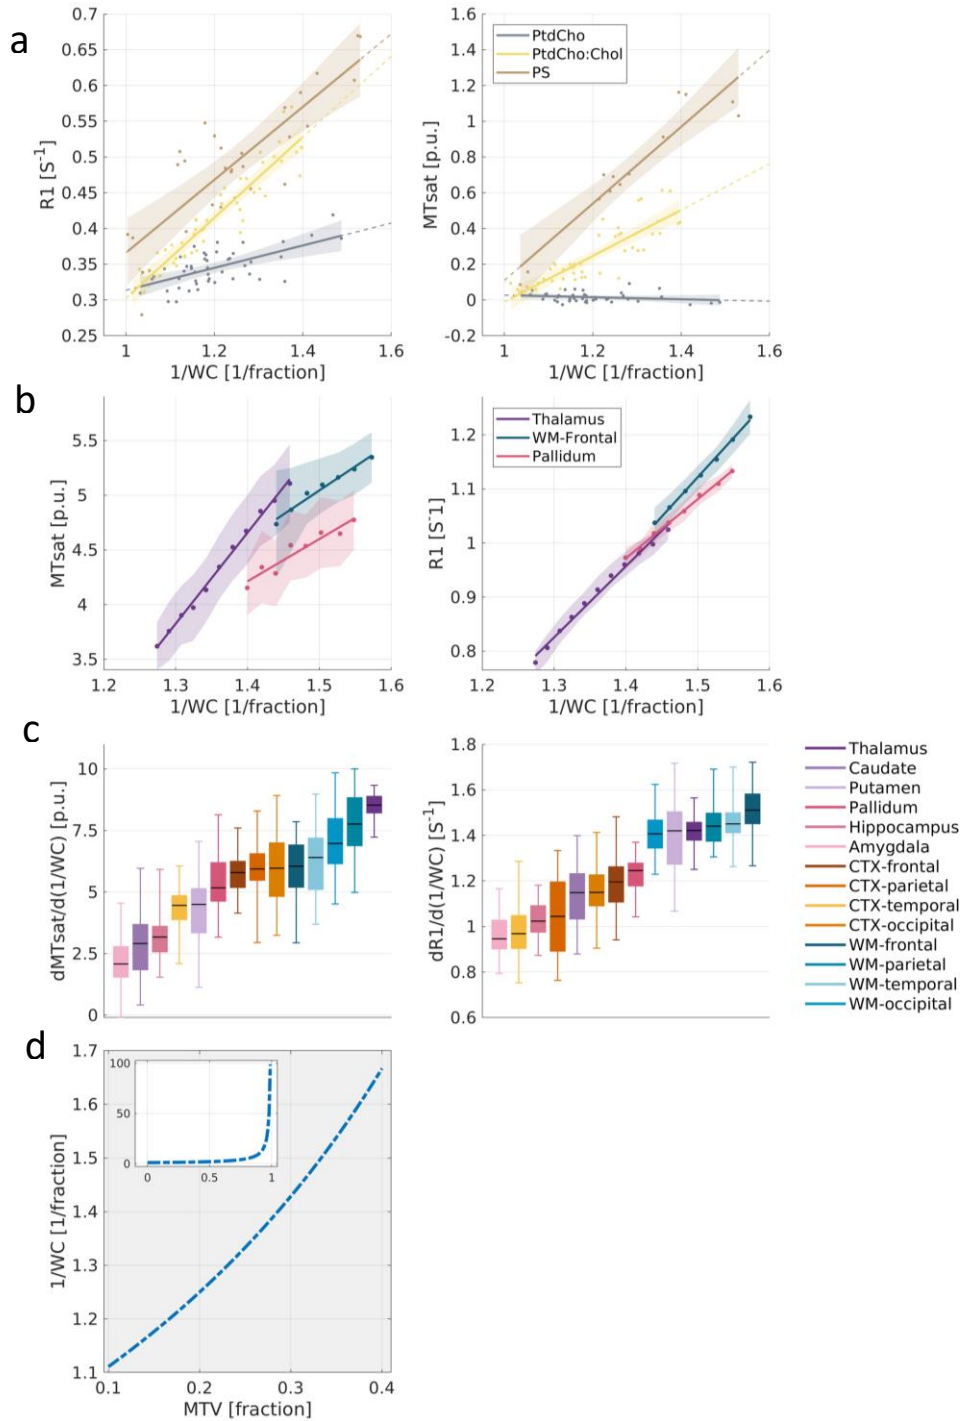 a
0.7
0.65
0.6
0.55
0.5
0.45
0.4
0.35
0.3
0.25
R1 [S⁻¹]
1
1.2
1.4
1.6
1/WC [1/fraction]
1.6
1.4
1.2
1
0.8
0.6
0.4
0.2
0
-0.2
MTsat [p.u.]
PtdCho
PtdCho:Chol
PS
1
1.2
1.4
1.6
1/WC [1/fraction]
b
5.5
5
4.5
4
3.5
MTsat [p.u.]
1.2
1.3
1.4
1.5
1.6
1/WC [1/fraction]
1.2
1.1
1
0.9
0.8
R1 [S⁻1]
Thalamus
WM-Frontal
Pallidum
1.2
1.3
1.4
1.5
1.6
1/WC [1/fraction]
c
10
7.5
5
2.5
0
dMTsat/d(1/WC) [p.u.]
1.8
1.6
1.4
1.2
1
0.8
0.6
dR1/d(1/WC) [S⁻¹]
Thalamus
Caudate
Putamen
Pallidum
Hippocampus
Amygdala
CTX-frontal
CTX-parietal
CTX-temporal
CTX-occipital
WM-frontal
WM-parietal
WM-temporal
WM-occipital
d
1.7
1.6
1.5
1.4
1.3
1.2
1.1
1/WC [1/fraction]
100
50
0
0
0.5
1
0.1
0.2
0.3
0.4
MTV [fraction]